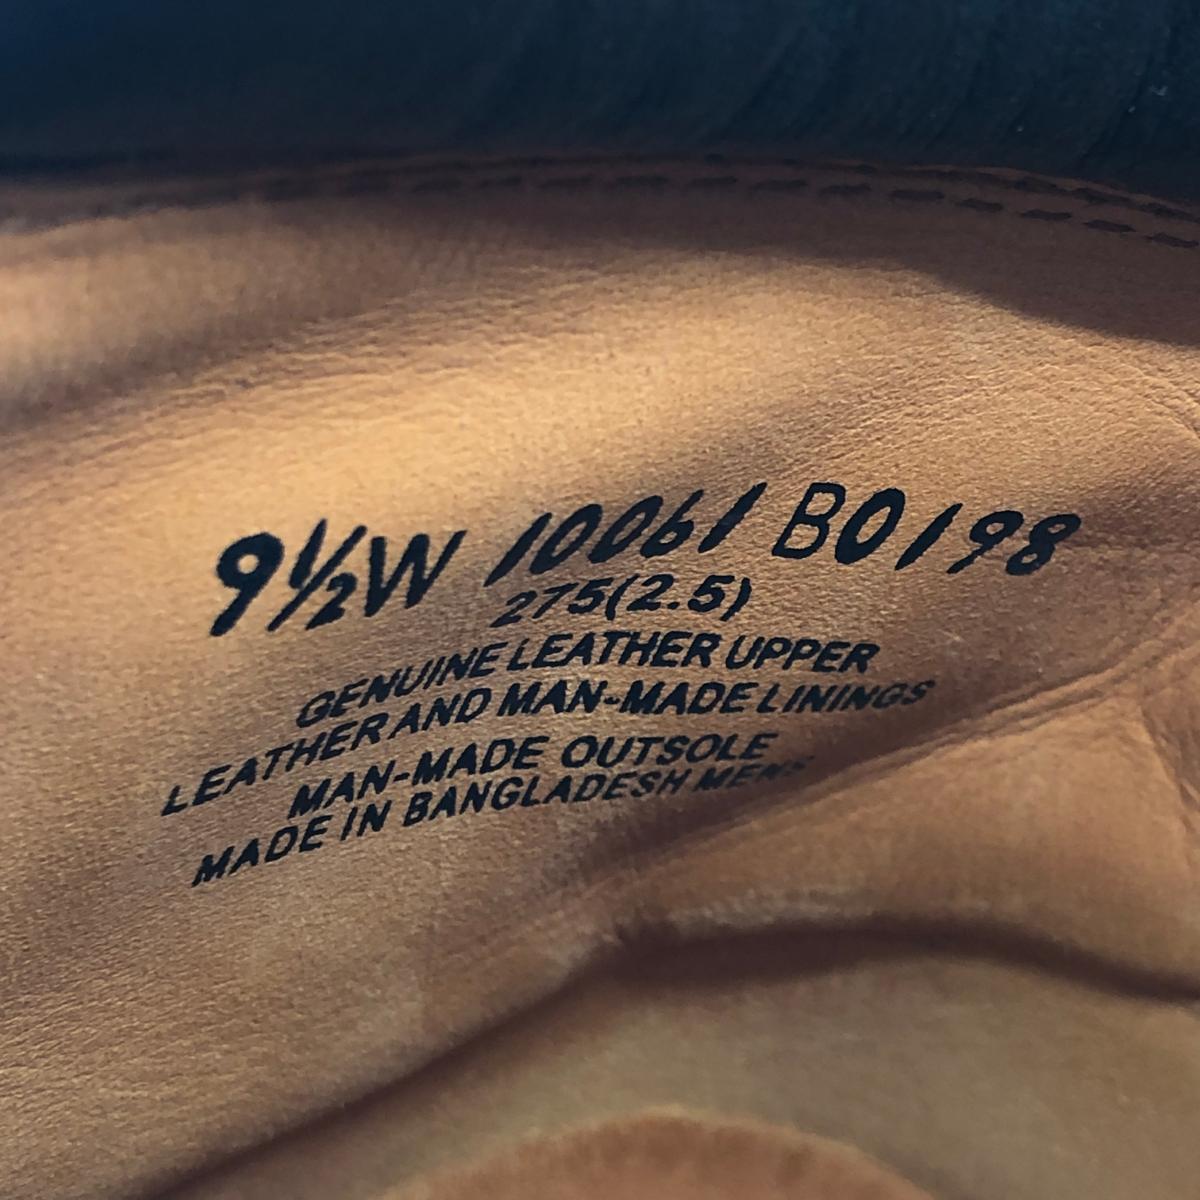 9½W 10061 B0198
275(2.5)
GENUINE LEATHER UPPER
LEATHER AND MAN-MADE LININGS
MAN-MADE OUTSOLE
MADE IN BANGLADESH MENS